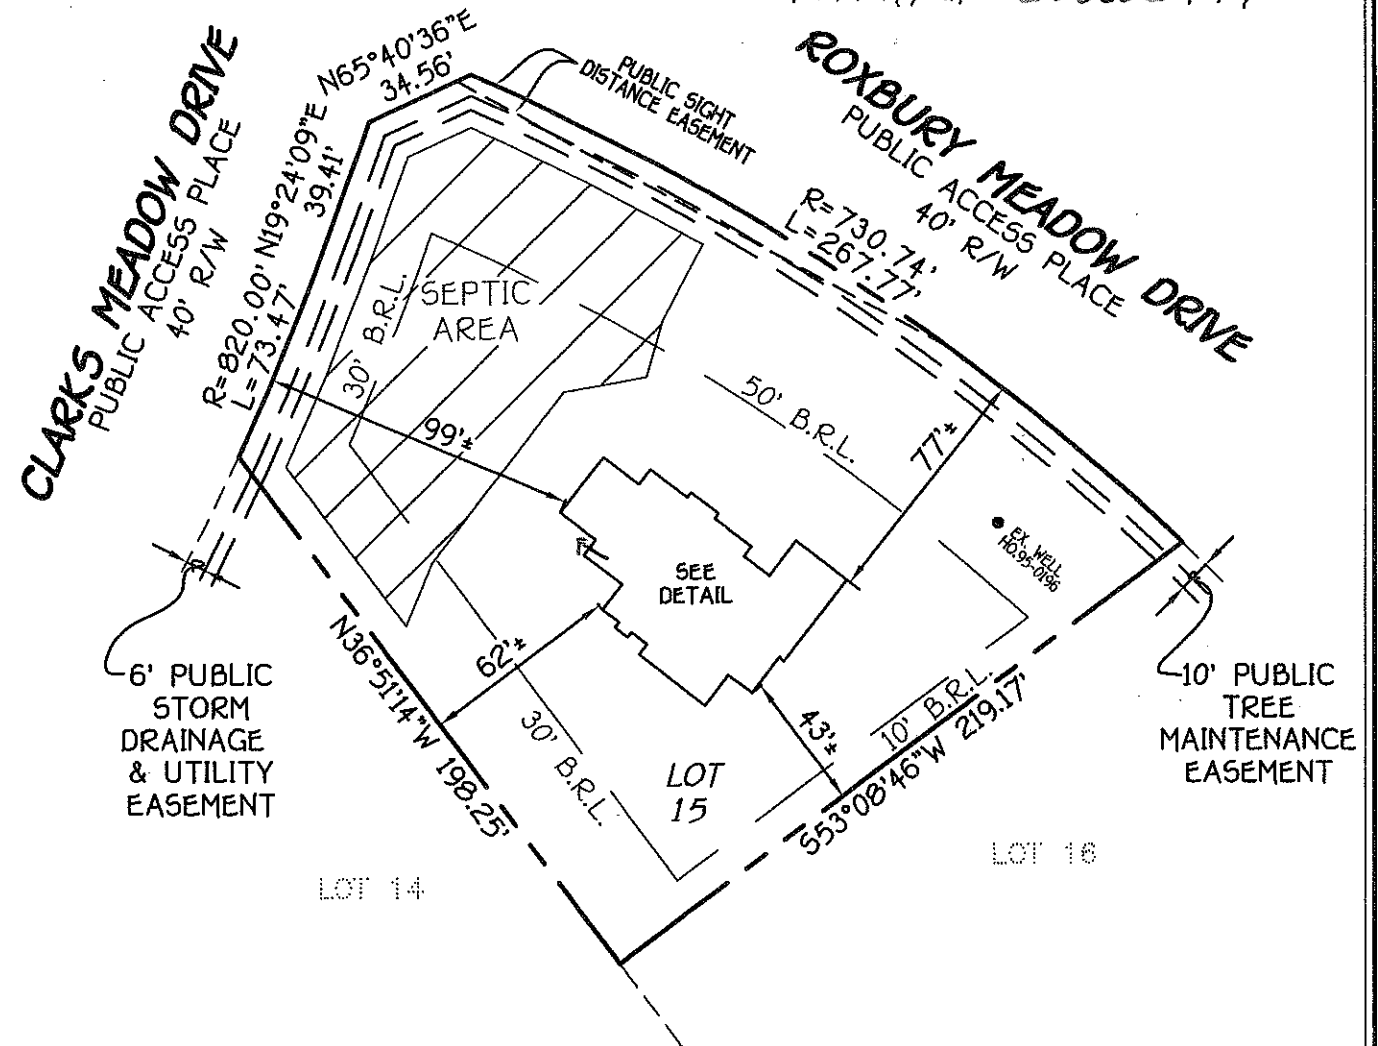 CLARKS MEADOW DRIVE
PUBLIC ACCESS PLACE
40' R/W
R=820.00'
L=73.47'
N19°24'09"E
39.41'
N65°40'36"E
34.56'
PUBLIC SIGHT
DISTANCE EASEMENT
ROXBURY MEADOW DRIVE
PUBLIC ACCESS PLACE
40' R/W
R=730.74'
L=267.77'
SEPTIC
AREA
30' B.R.L.
99'±
50' B.R.L.
77'±
EX. WELL
HO.95-0196
SEE
DETAIL
62'±
N36°51'14"W 198.25'
30' B.R.L.
43'±
10' B.R.L.
S53°08'46"W 219.17'
LOT
15
6' PUBLIC
STORM
DRAINAGE
& UTILITY
EASEMENT
10' PUBLIC
TREE
MAINTENANCE
EASEMENT
LOT 14
LOT 16